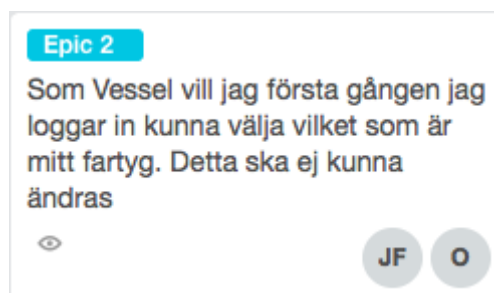 Epic 2
Som Vessel vill jag första gången jag
loggar in kunna välja vilket som är
mitt fartyg. Detta ska ej kunna
ändras
JF O